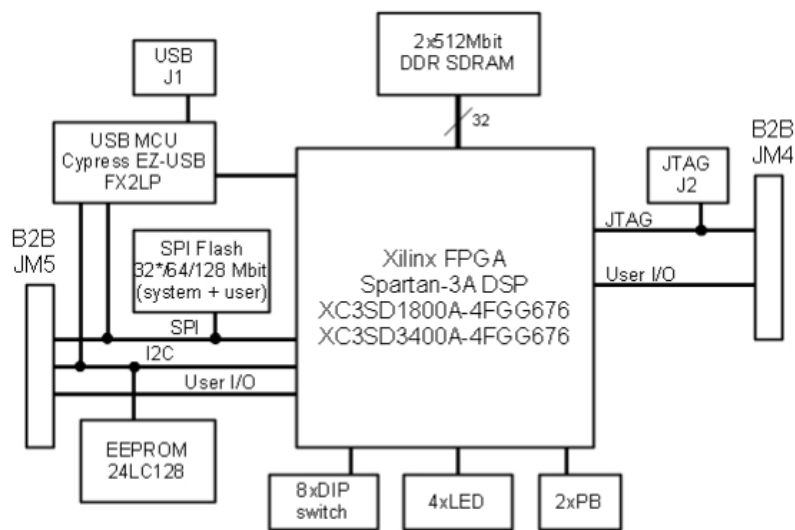 2x512Mbit
DDR SDRAM
USB
J1
32
USB MCU
Cypress EZ-USB
FX2LP
B2B
JM4
JTAG
J2
JTAG
B2B
JM5
SPI Flash
32*/64/128 Mbit
(system + user)
Xilinx FPGA
Spartan-3A DSP
XC3SD1800A-4FGG676
XC3SD3400A-4FGG676
User I/O
SPI
I2C
User I/O
EEPROM
24LC128
8xDIP
switch
4xLED
2xPB